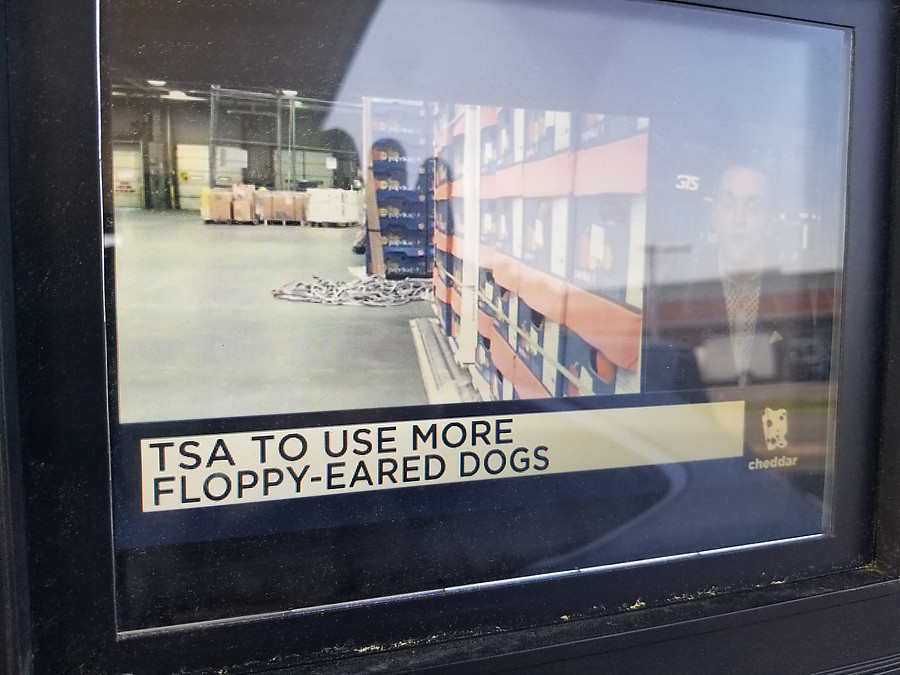 TSA TO USE MORE
FLOPPY-EARED DOGS
cheddar